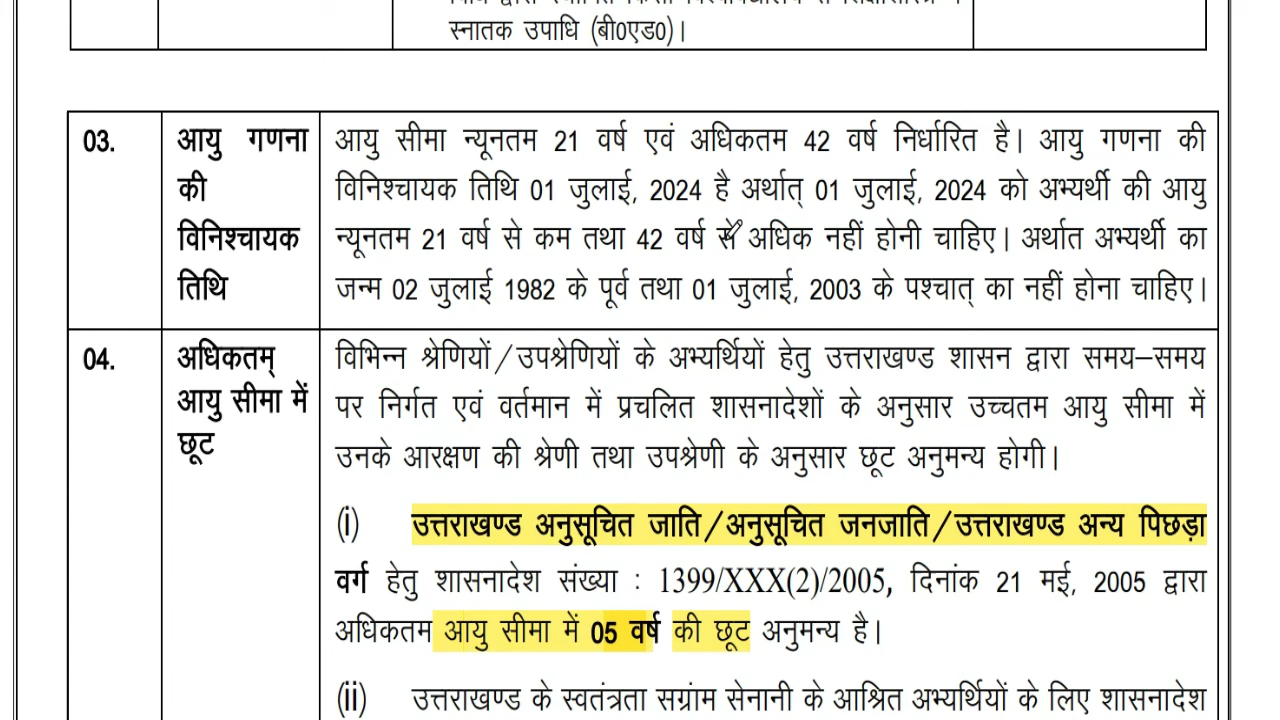 स्नातक उपाधि (बी0एड0)।
03.
आयु गणना
की
विनिश्चायक
तिथि
आयु सीमा न्यूनतम 21 वर्ष एवं अधिकतम 42 वर्ष निर्धारित है। आयु गणना की
विनिश्चायक तिथि 01 जुलाई, 2024 है अर्थात् 01 जुलाई, 2024 को अभ्यर्थी की आयु
न्यूनतम 21 वर्ष से कम तथा 42 वर्ष से अधिक नहीं होनी चाहिए। अर्थात अभ्यर्थी का
जन्म 02 जुलाई 1982 के पूर्व तथा 01 जुलाई, 2003 के पश्चात् का नहीं होना चाहिए।
04.
अधिकतम्
आयु सीमा में
छूट
विभिन्न श्रेणियों/उपश्रेणियों के अभ्यर्थियों हेतु उत्तराखण्ड शासन द्वारा समय–समय
पर निर्गत एवं वर्तमान में प्रचलित शासनादेशों के अनुसार उच्चतम आयु सीमा में
उनके आरक्षण की श्रेणी तथा उपश्रेणी के अनुसार छूट अनुमन्य होगी।
(i) उत्तराखण्ड अनुसूचित जाति/अनुसूचित जनजाति/उत्तराखण्ड अन्य पिछड़ा
वर्ग हेतु शासनादेश संख्या : 1399/XXX(2)/2005, दिनांक 21 मई, 2005 द्वारा
अधिकतम आयु सीमा में 05 वर्ष की छूट अनुमन्य है।
(ii) उत्तराखण्ड के स्वतंत्रता सग्रांम सेनानी के आश्रित अभ्यर्थियों के लिए शासनादेश